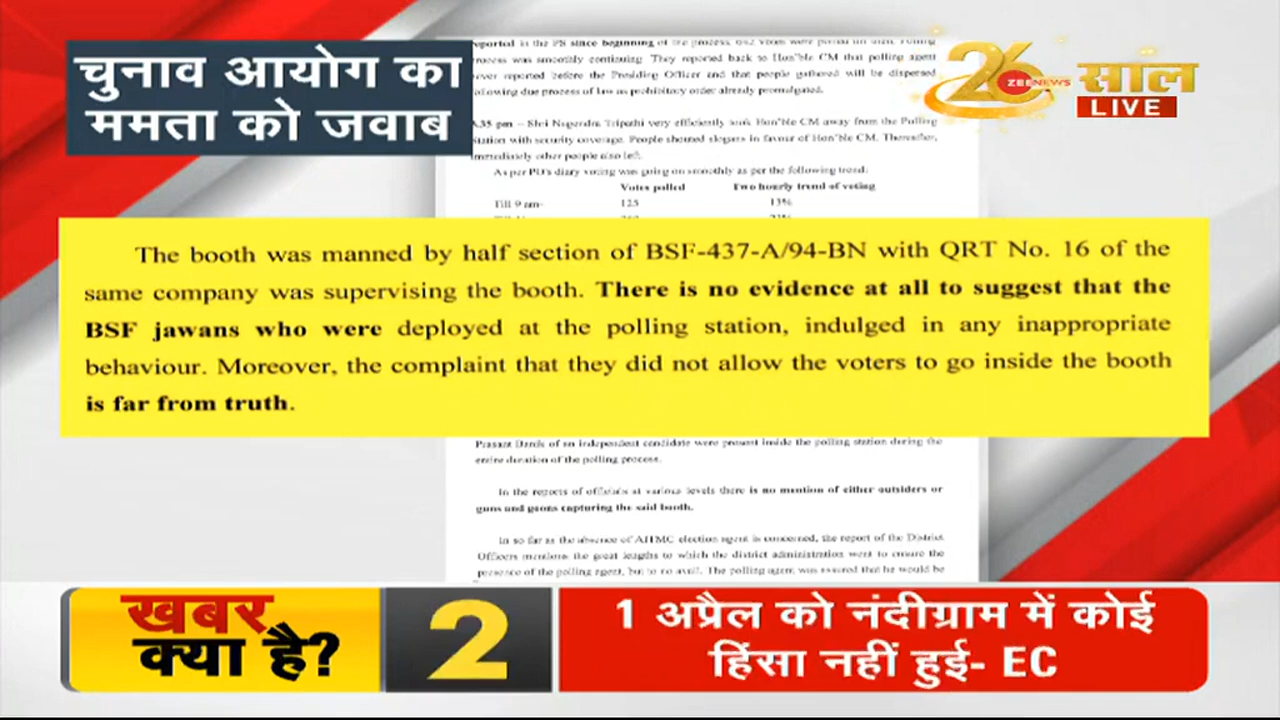 चुनाव आयोग का
ममता को जवाब
26
ZEE NEWS
साल
LIVE
process was smoothly continuing. They reported back to Hon'ble CM that polling agent
never reported before the Presiding Officer and that people gathered will be dispersed
following due process of law as prohibitory order already promulgated.
Shri Nagendra Tripathi very efficiently took Hon'ble CM away from the Polling
station with security coverage. People shouted slogans in favour of Hon'ble CM. Thereafter,
immediately other people also left.
As per PO's diary voting was going on smoothly as per the following trend:
Votes polled Two hourly trend of voting
Till 9 am- 125 13%
The booth was manned by half section of BSF-437-A/94-BN with QRT No. 16 of the
same company was supervising the booth. There is no evidence at all to suggest that the
BSF jawans who were deployed at the polling station, indulged in any inappropriate
behaviour. Moreover, the complaint that they did not allow the voters to go inside the booth
is far from truth.
of an independent candidate were present inside the polling station during the
entire duration of the polling process.
In the reports of officials at various levels there is no mention of either outsiders or
guns and goons capturing the said booth.
In so far as the absence of AITMC election agent is concerned, the report of the District
Officers mentions the great lengths to which the district administration went to ensure the
presence of the polling agent, but to no avail. The polling agent was assured that he would be
खबर
क्या है?
2
1 अप्रैल को नंदीग्राम में कोई
हिंसा नहीं हुई- EC